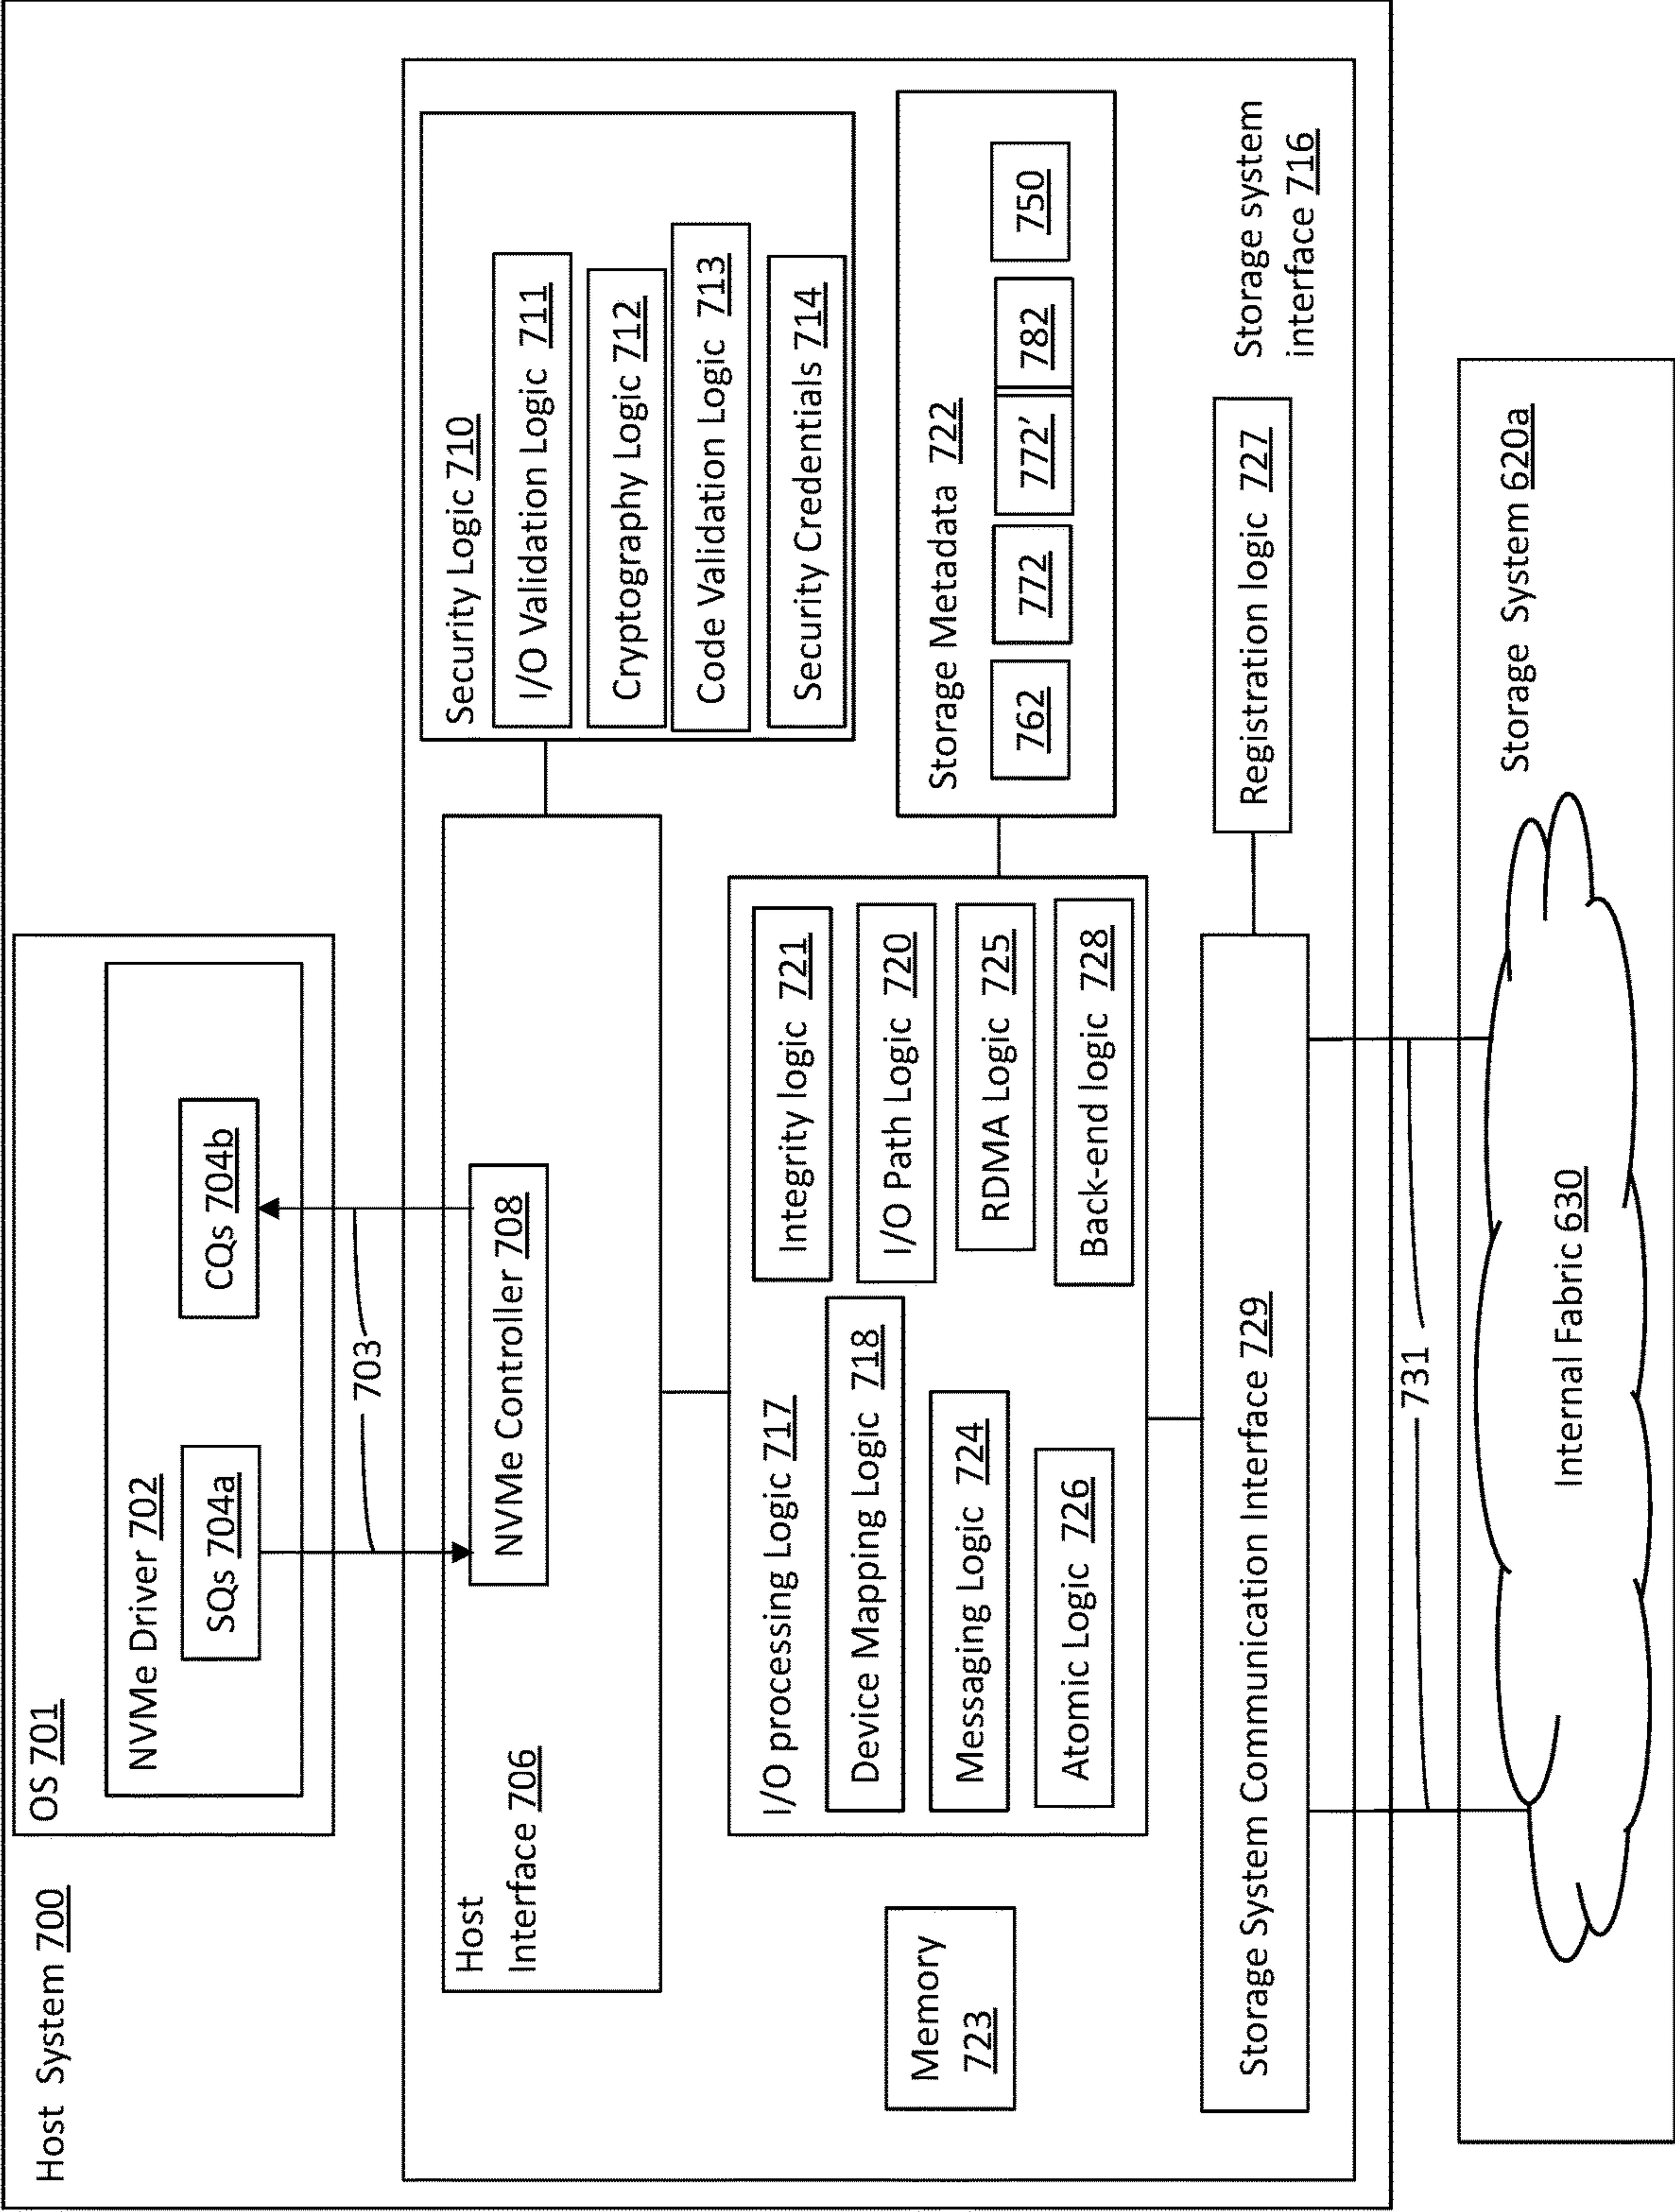 Host System 700
OS 701
NVMe Driver 702
SQs 704a
CQs 704b
703
Host
Interface 706
NVMe Controller 708
Security Logic 710
I/O Validation Logic 711
Cryptography Logic 712
Code Validation Logic 713
Security Credentials 714
I/O processing Logic 717
Device Mapping Logic 718
Messaging Logic 724
Atomic Logic 726
Integrity logic 721
I/O Path Logic 720
RDMA Logic 725
Back-end logic 728
Storage Metadata 722
762
772
772’
782
750
Memory
723
Storage System Communication Interface 729
Registration logic 727
Storage system
interface 716
731
Storage System 620a
Internal Fabric 630